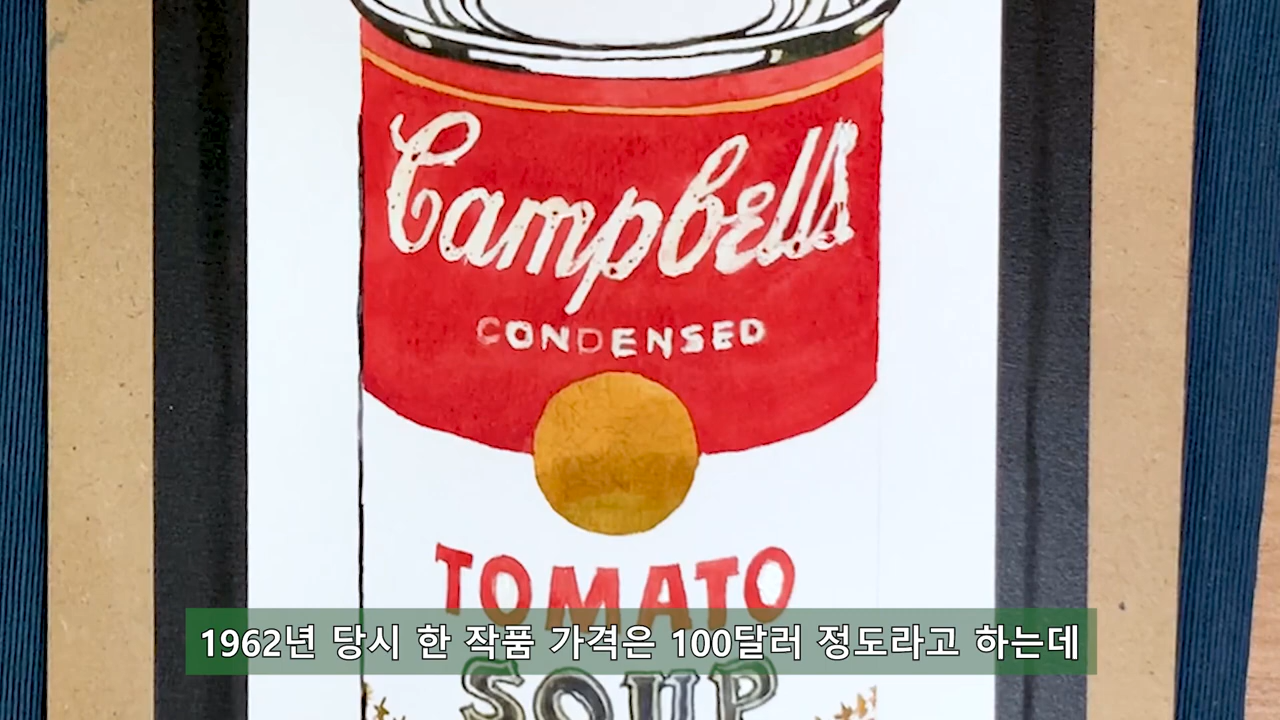 Campbell's
CONDENSED
TOMATO
SOUP
1962년 당시 한 작품 가격은 100달러 정도라고 하는데